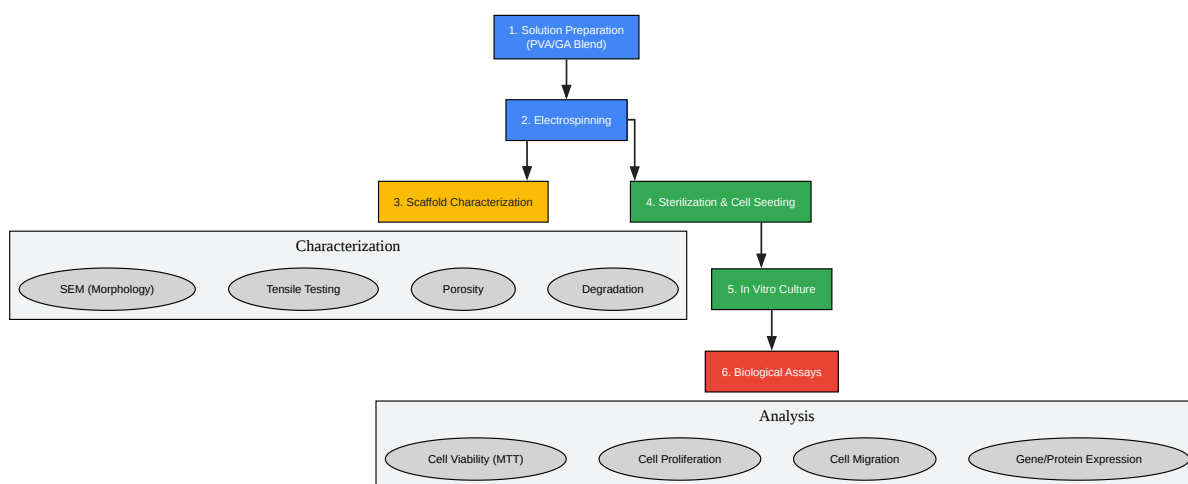 1. Solution Preparation
(PVA/GA Blend)
2. Electrospinning
3. Scaffold Characterization
4. Sterilization & Cell Seeding
Characterization
SEM (Morphology)
Tensile Testing
Porosity
Degradation
5. In Vitro Culture
6. Biological Assays
Analysis
Cell Viability (MTT)
Cell Proliferation
Cell Migration
Gene/Protein Expression